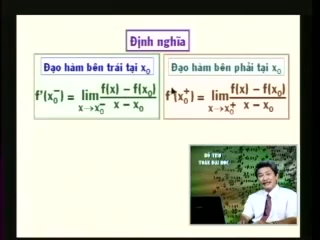 Định nghĩa
Đạo hàm bên trái tại x₀
Đạo hàm bên phải tại x₀
f'(x₀⁻) = lim x→x₀⁻ f(x) − f(x₀) / x − x₀
f'(x₀⁺) = lim x→x₀⁺ f(x) − f(x₀) / x − x₀